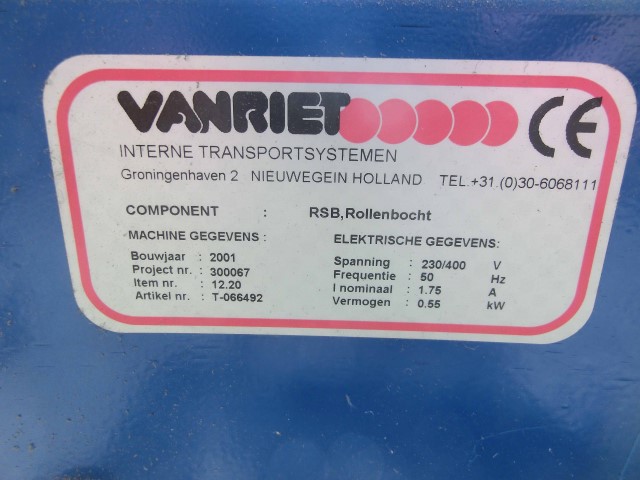 VANRIET CE
INTERNE TRANSPORTSYSTEMEN
Groningenhaven 2 NIEUWEGEIN HOLLAND TEL.+31.(0)30-6068111
COMPONENT : RSB,Rollenbocht
MACHINE GEGEVENS :
Bouwjaar : 2001
Project nr. : 300067
Item nr. : 12.20
Artikel nr. : T-066492
ELEKTRISCHE GEGEVENS:
Spanning : 230/400 V
Frequentie : 50 Hz
I nominaal : 1.75 A
Vermogen : 0.55 kW